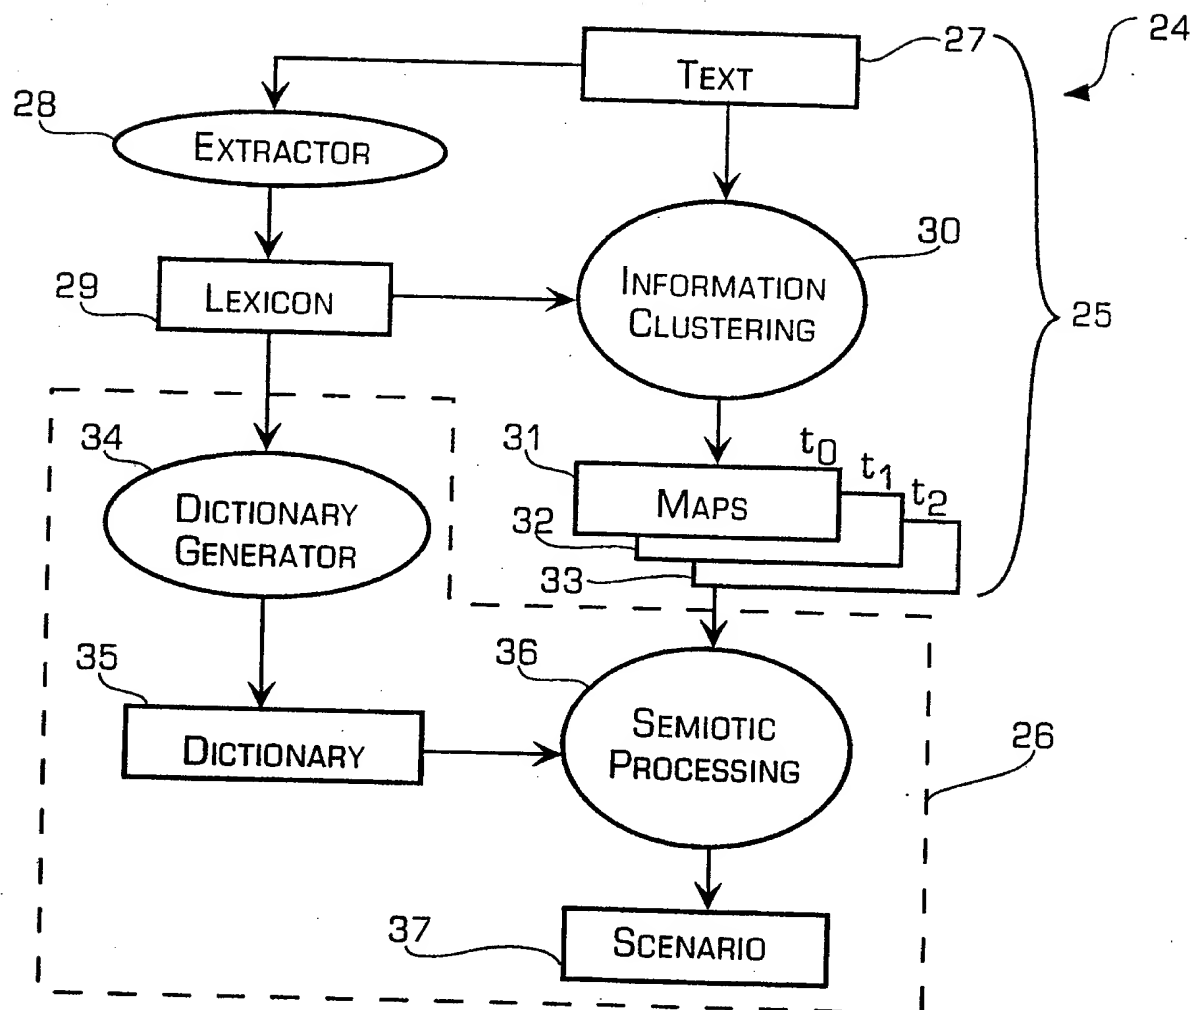 24
27
TEXT
28
EXTRACTOR
30
29
LEXICON
INFORMATION
CLUSTERING
25
34
31
t0
t1
t2
DICTIONARY
GENERATOR
MAPS
32
33
35
36
DICTIONARY
SEMIOTIC
PROCESSING
26
37
SCENARIO